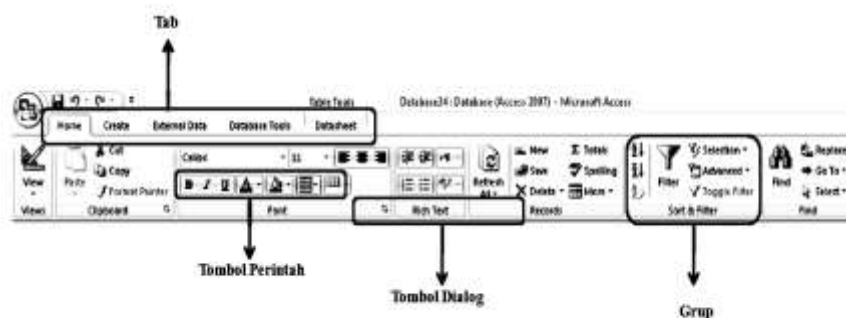 Tab
Table Tools Database34 : Database (Access 2007) - Microsoft Access
Home Create External Data Database Tools Datasheet
View
Views
Paste
Cut
Copy
Format Painter
Clipboard
Calibri 11
B I U A
Font
Rich Text
Refresh
All
New
Save
Delete
Totals
Spelling
More
Records
Filter
Selection
Advanced
Toggle Filter
Sort & Filter
Find
Replace
Go To
Select
Find
Tombol Perintah
Tombol Dialog
Grup